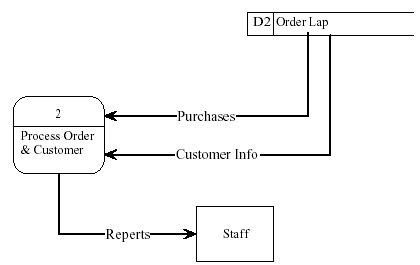 D2 Order Lap
2
Purchases
Process Order
& Customer
Customer Info
Reperts
Staff